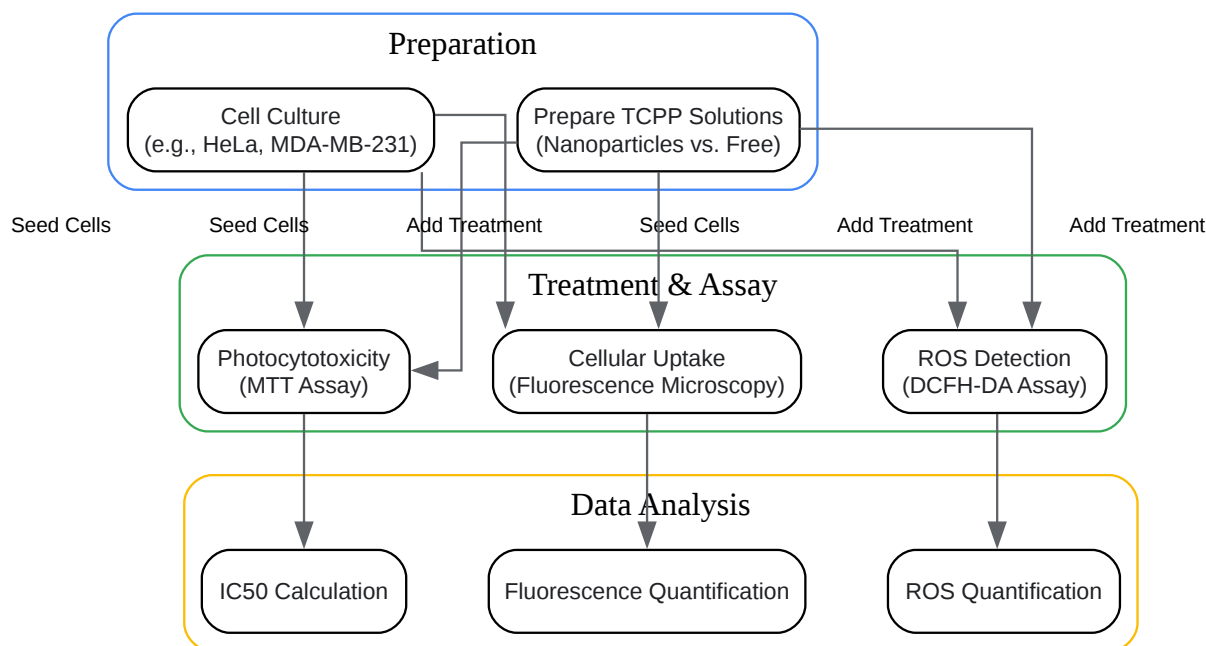 Preparation
Cell Culture
(e.g., HeLa, MDA-MB-231)
Prepare TCPP Solutions
(Nanoparticles vs. Free)
Seed Cells
Seed Cells
Add Treatment
Seed Cells
Add Treatment
Add Treatment
Treatment & Assay
Photocytotoxicity
(MTT Assay)
Cellular Uptake
(Fluorescence Microscopy)
ROS Detection
(DCFH-DA Assay)
Data Analysis
IC50 Calculation
Fluorescence Quantification
ROS Quantification